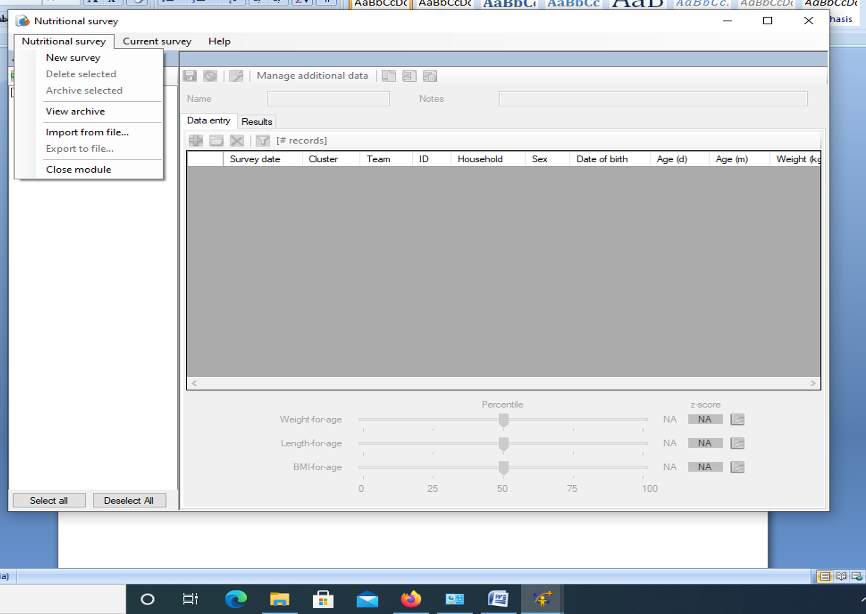 AaBbCcDc AaBbCcDc AaBbC AaBbCc AaB AaBbCc. AaBbCcDc AaBbCcDc
Nutritional survey
hasis
Nutritional survey Current survey Help
New survey
Delete selected
Archive selected
View archive
Import from file...
Export to file...
Close module
Manage additional data
Name
Notes
Data entry Results
[# records]
Survey date Cluster Team ID Household Sex Date of birth Age (d) Age (m) Weight (kg
Percentile z-score
Weight-for-age NA NA
Length-for-age NA NA
BMI-for-age NA NA
0 25 50 75 100
Select all Deselect All